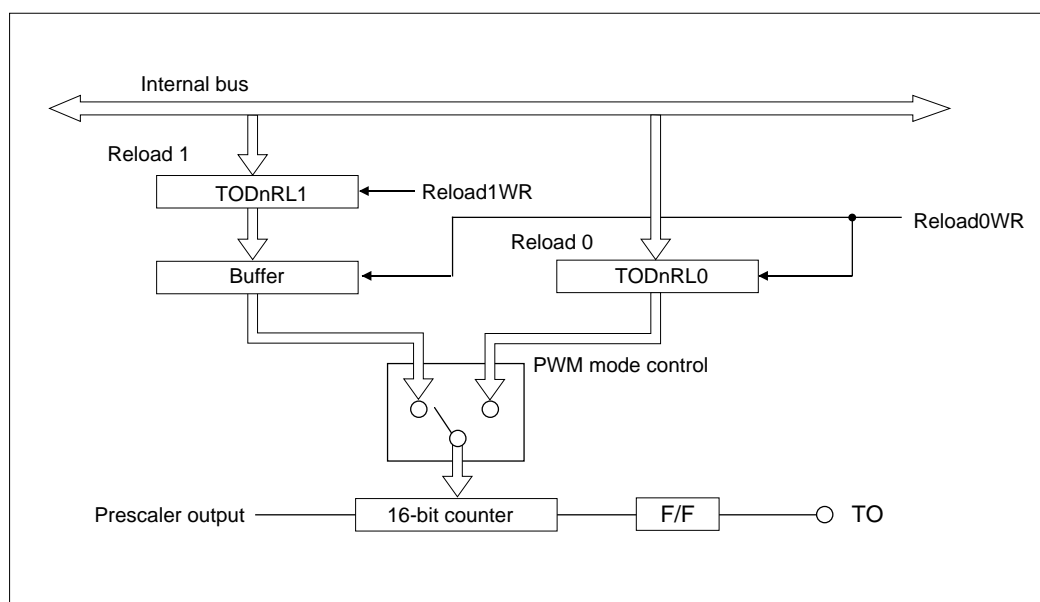 Internal bus
Reload 1
TODnRL1
Reload1WR
Reload0WR
Reload 0
Buffer
TODnRL0
PWM mode control
Prescaler output
16-bit counter
F/F
TO